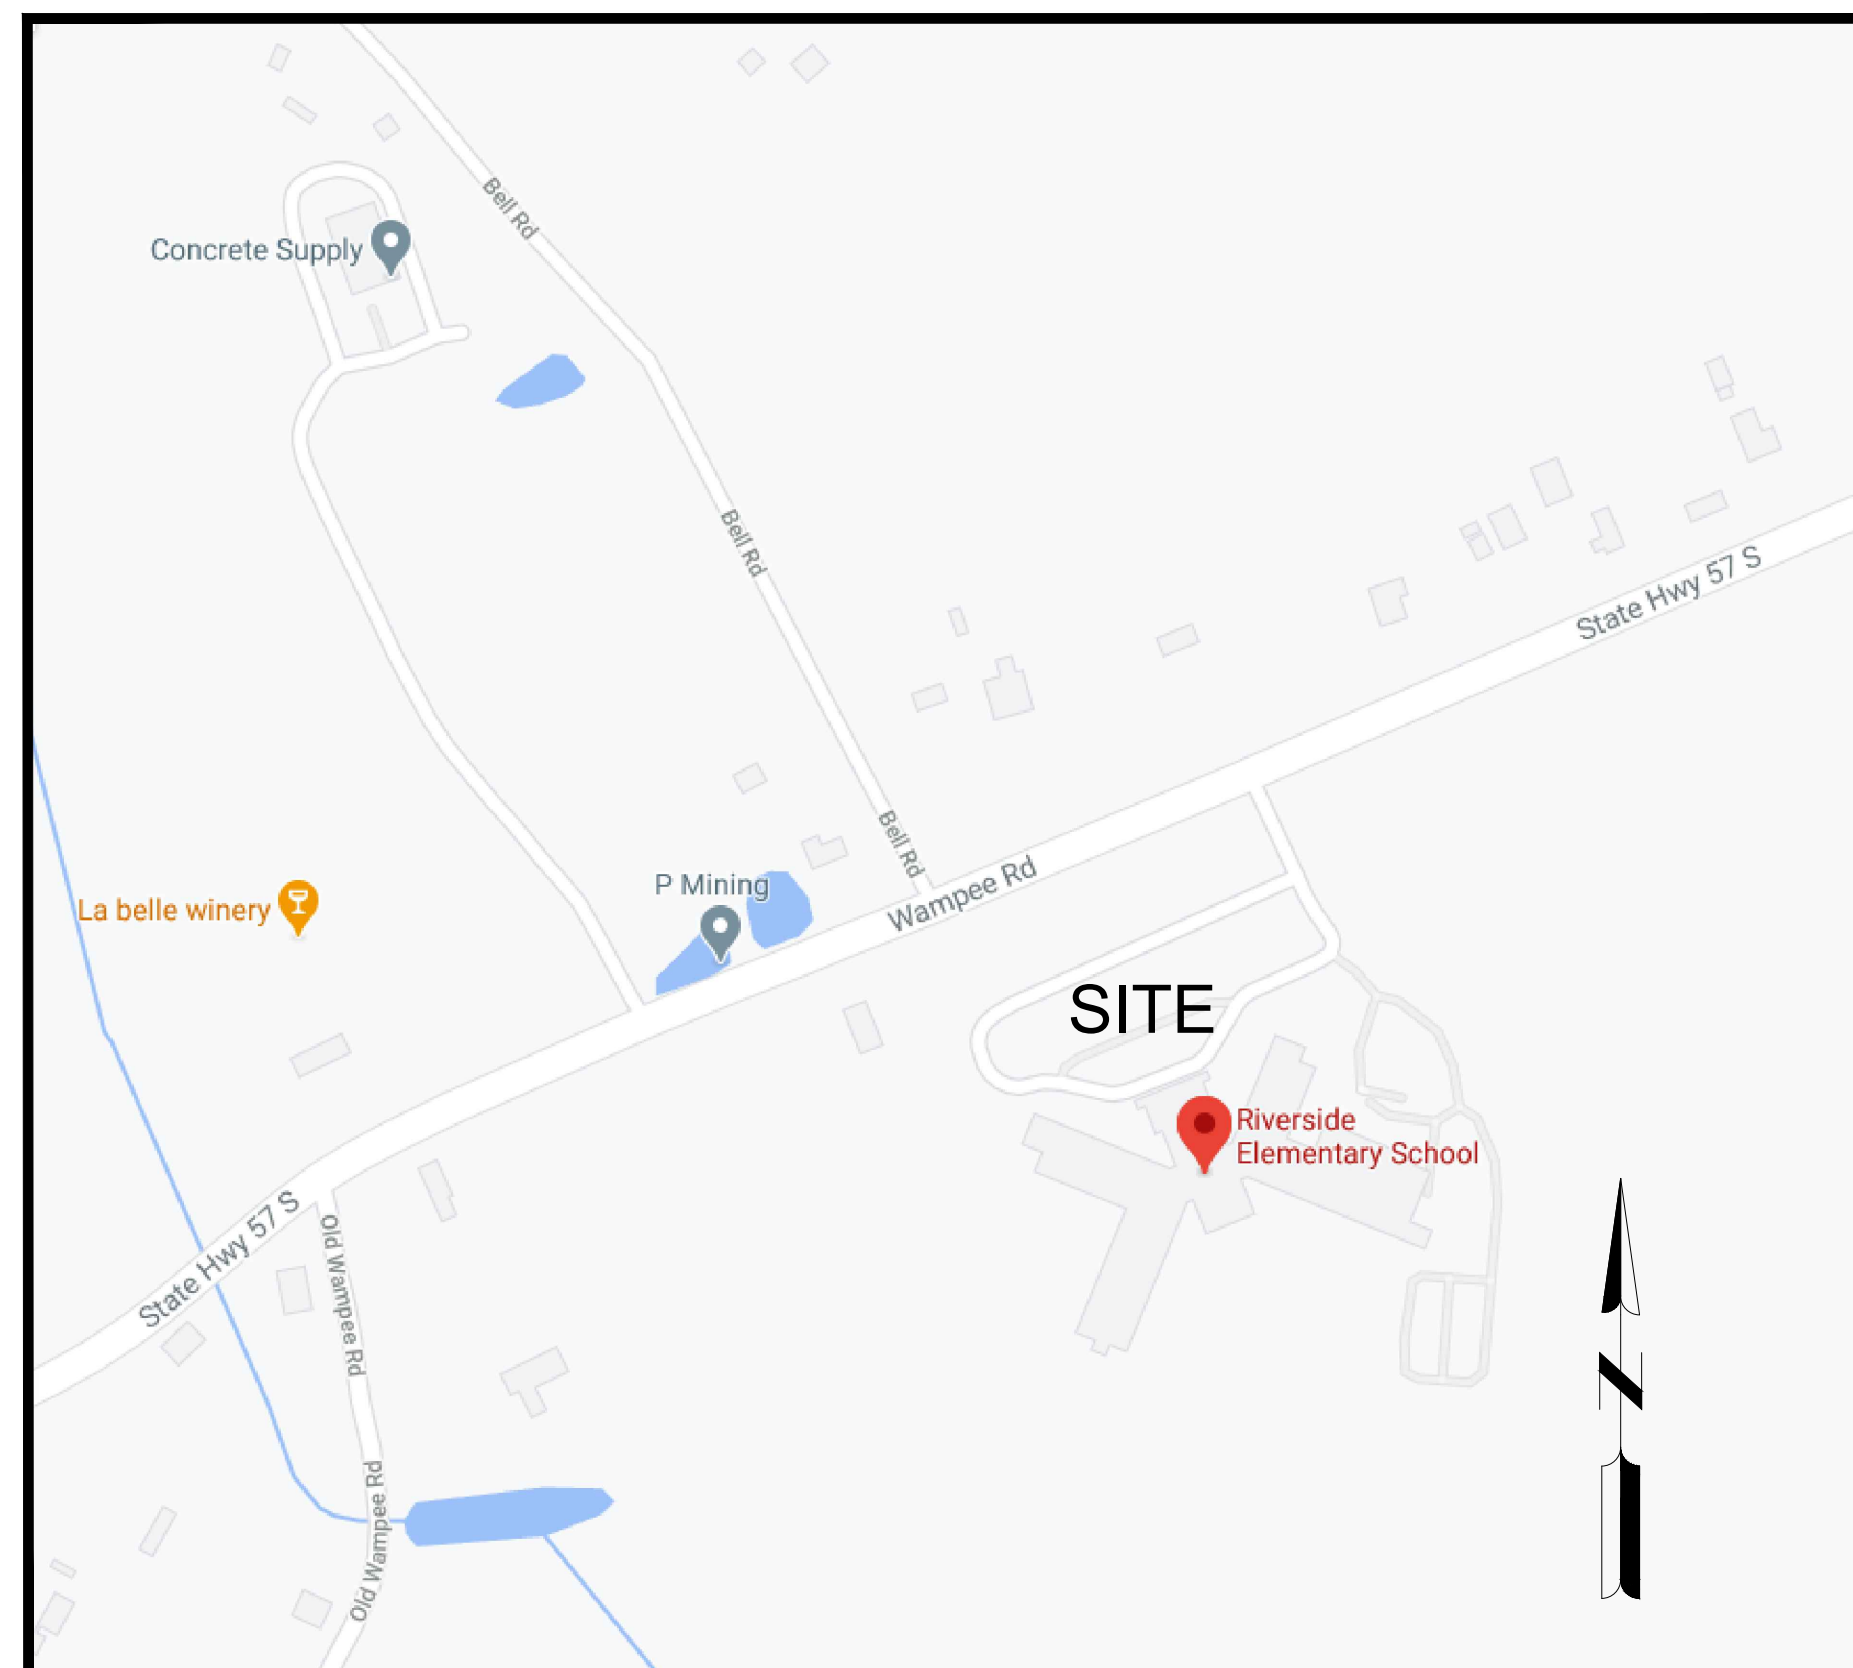 Bell Rd
Concrete Supply
Bell Rd
State Hwy 57 S
Bell Rd
P Mining
Wampee Rd
La belle winery
SITE
Riverside
Elementary School
State Hwy 57 S
Old Wampee Rd
N
Old Wampee Rd